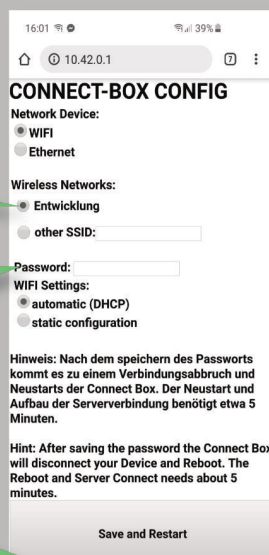 16:01 39%
10.42.0.1 7
CONNECT-BOX CONFIG
Network Device:
WIFI
Ethernet
Wireless Networks:
Entwicklung
other SSID:
Password:
WIFI Settings:
automatic (DHCP)
static configuration
Hinweis: Nach dem speichern des Passworts
kommt es zu einem Verbindungsabbruch und
Neustarts der Connect Box. Der Neustart und
Aufbau der Serververbindung benötigt etwa 5
Minuten.
Hint: After saving the password the Connect Box
will disconnect your Device and Reboot. The
Reboot and Server Connect needs about 5
minutes.
Save and Restart